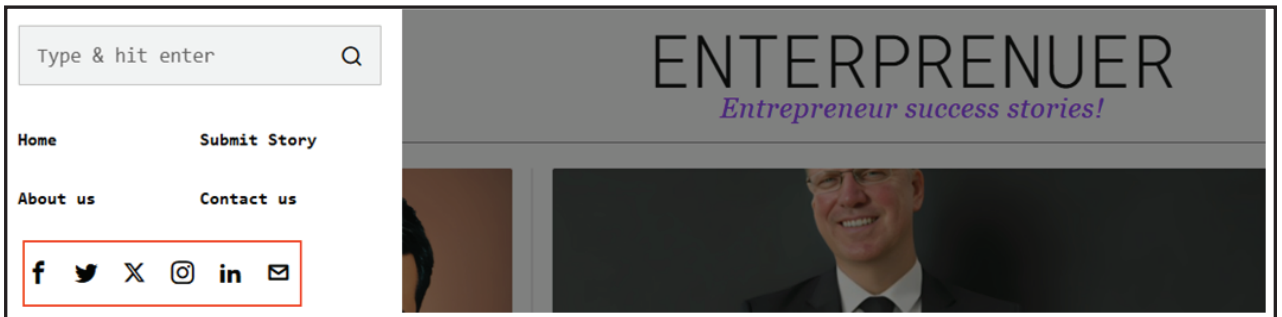 Type & hit enter
ENTERPRENUER
Entrepreneur success stories!
Home
Submit Story
About us
Contact us